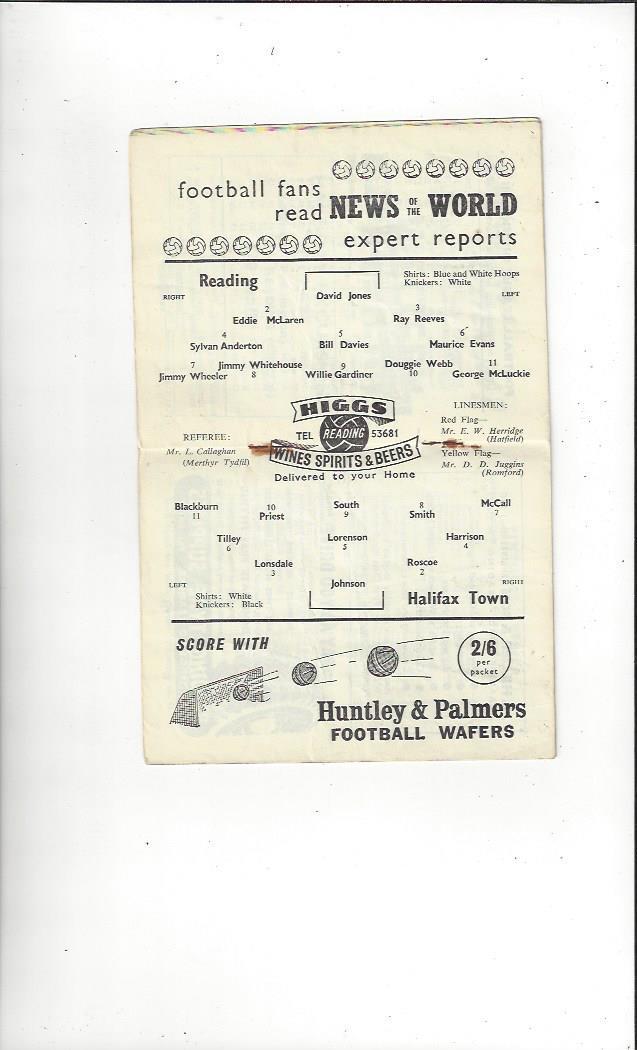 football fans
read NEWS OF THE WORLD
expert reports
Reading
Shirts: Blue and White Hoops
Knickers: White
RIGHT
David Jones
LEFT
2
Eddie McLaren
3
Ray Reeves
4
Sylvan Anderton
5
Bill Davies
6
Maurice Evans
7
Jimmy Wheeler
Jimmy Whitehouse
8
9
Willie Gardiner
Douggie Webb
10
11
George McLuckie
HIGGS
TEL READING 53681
WINES SPIRITS & BEERS
Delivered to your Home
REFEREE:
Mr. L. Callaghan
(Merthyr Tydfil)
LINESMEN:
Red Flag—
Mr. E. W. Herridge
(Hatfield)
Yellow Flag—
Mr. D. D. Juggins
(Romford)
Blackburn
11
10
Priest
South
9
8
Smith
McCall
7
Tilley
6
Lorenson
5
Harrison
4
Lonsdale
3
Roscoe
2
LEFT
Johnson
RIGHT
Shirts: White
Knickers: Black
Halifax Town
SCORE WITH
2/6
per
packet
Huntley & Palmers
FOOTBALL WAFERS